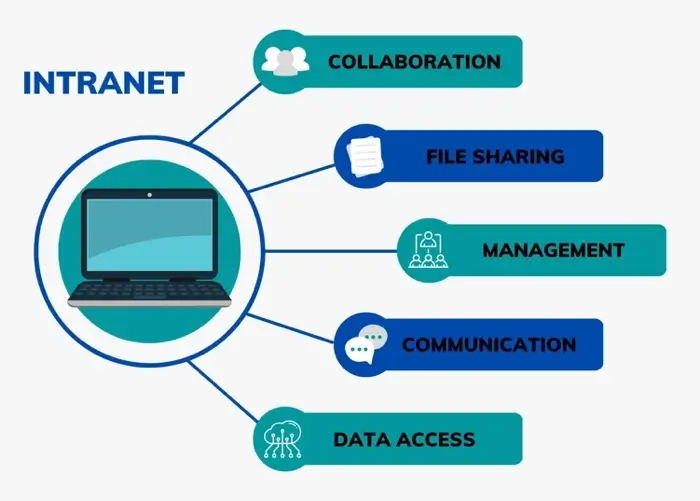 INTRANET
COLLABORATION
FILE SHARING
MANAGEMENT
COMMUNICATION
DATA ACCESS